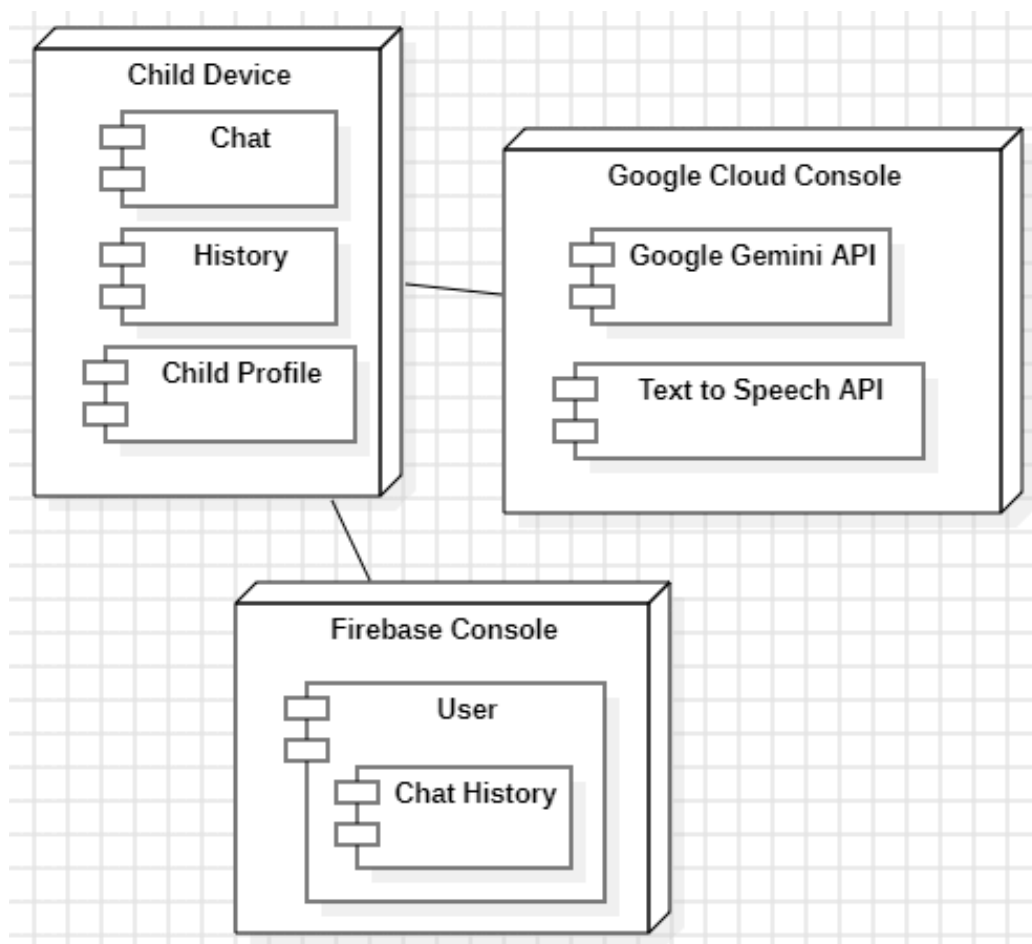 Child Device
Chat
History
Child Profile
Google Cloud Console
Google Gemini API
Text to Speech API
Firebase Console
User
Chat History